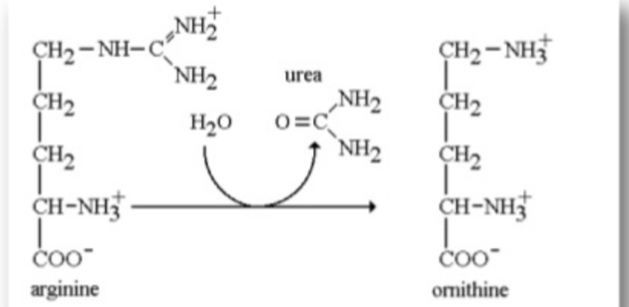 CH₂-NH-C
NH₂⁺
NH₂
CH₂
CH₂
CH-NH₃⁺
COO⁻
arginine
H₂O
urea
O=C
NH₂
NH₂
CH₂-NH₃⁺
CH₂
CH₂
CH-NH₃⁺
COO⁻
ornithine